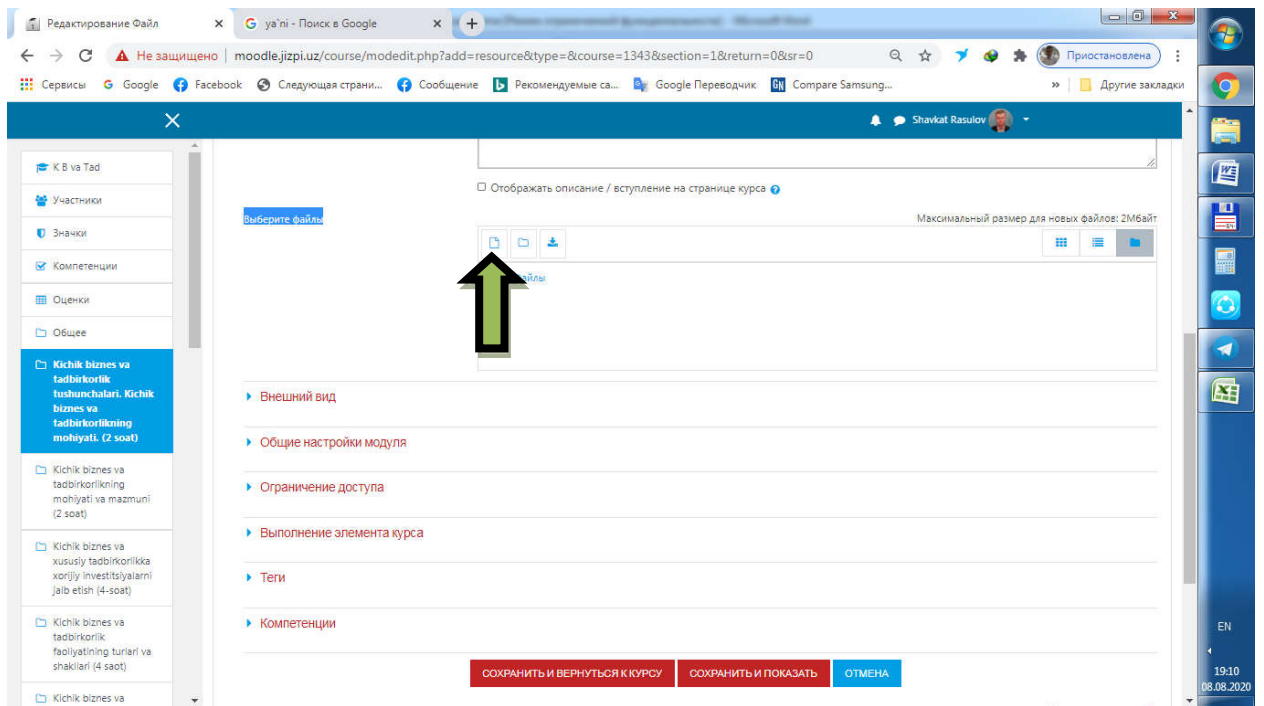 Редактирование Файл
ya'ni - Поиск в Google
Не защищено | moodle.jizpi.uz/course/modedit.php?add=resource&type=&course=1343&section=1&return=0&sr=0
Приостановлена
Сервисы
Google
Facebook
Следующая страни...
Сообщение
Рекомендуемые са...
Google Переводчик
Compare Samsung...
»
Другие закладки
Shavkat Rasulov
K B va Tad
Участники
Значки
Компетенции
Оценки
Общее
Kichik biznes va
tadbirkorlik
tushunchalari. Kichik
biznes va
tadbirkorlikning
mohiyati. (2 soat)
Kichik biznes va
tadbirkorlikning
mohiyati va mazmuni
(2 soat)
Kichik biznes va
xususiy tadbirkorlikka
xorijiy investitsiyalarni
jalb etish (4-soat)
Kichik biznes va
tadbirkorlik
faoliyatining turlari va
shakllari (4 saot)
Kichik biznes va
Отображать описание / вступление на странице курса
Выберите файлы
Максимальный размер для новых файлов: 2Мбайт
айлы
Внешний вид
Общие настройки модуля
Ограничение доступа
Выполнение элемента курса
Теги
Компетенции
СОХРАНИТЬ И ВЕРНУТЬСЯ К КУРСУ
СОХРАНИТЬ И ПОКАЗАТЬ
ОТМЕНА
EN
19:10
08.08.2020